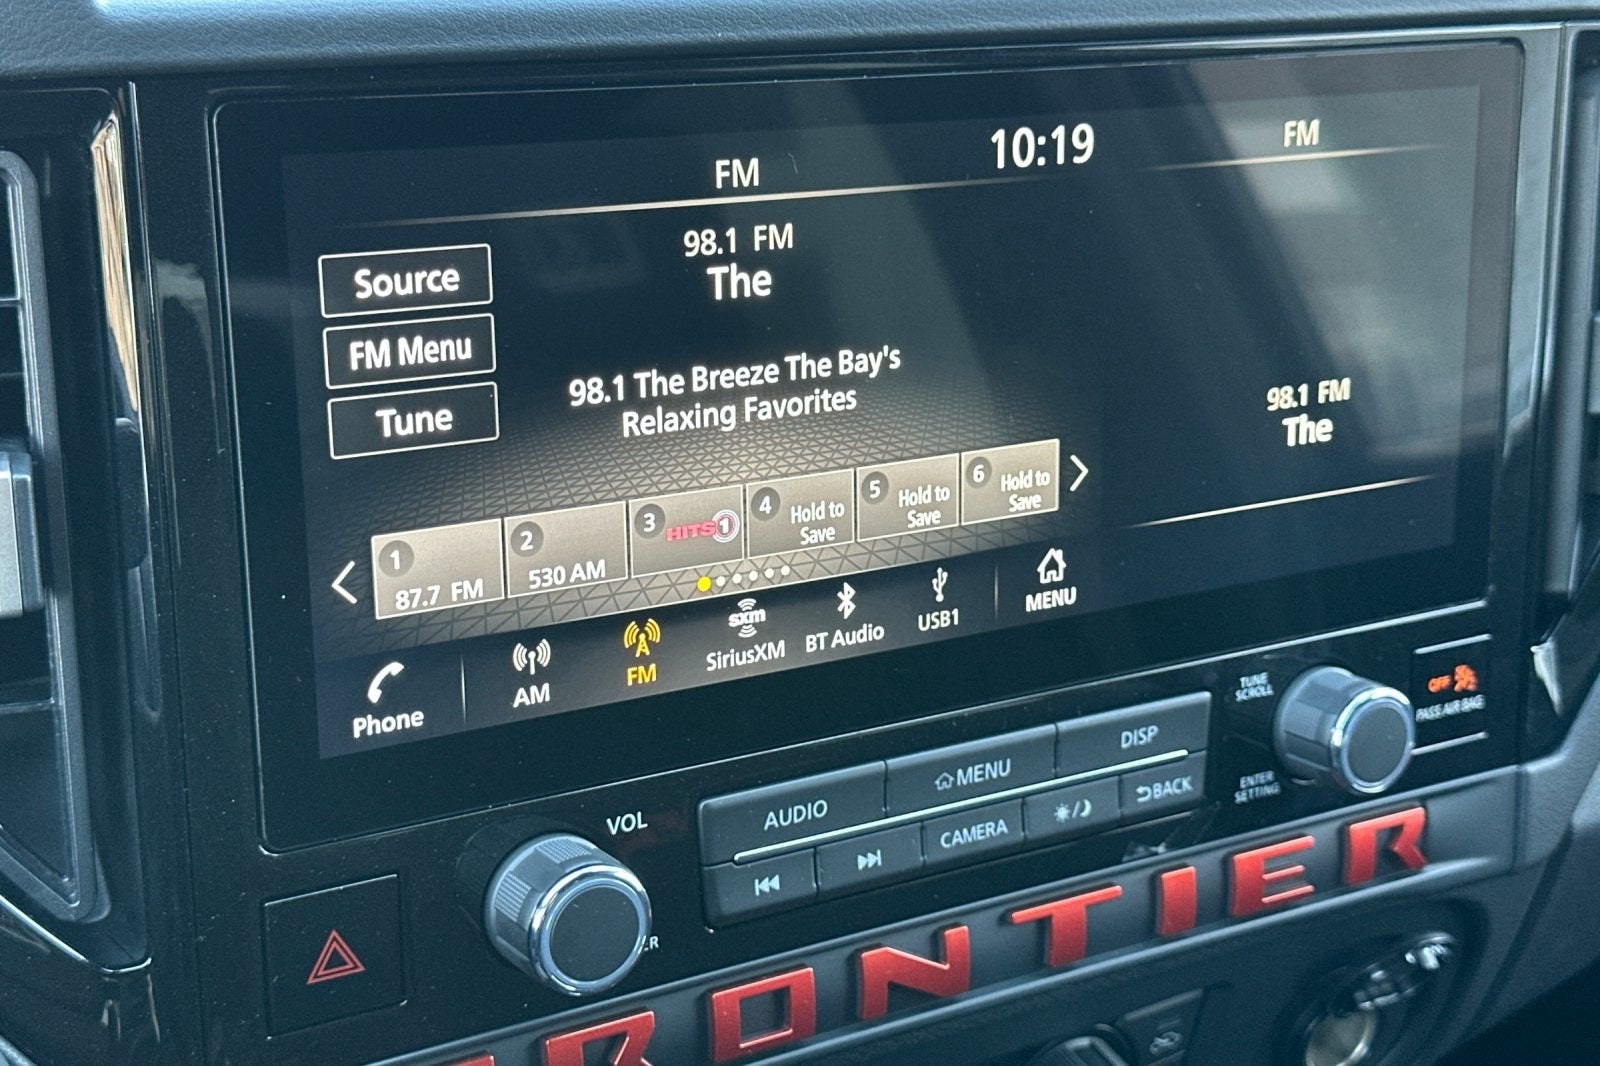 FM
10:19
FM
98.1 FM
The
Source
FM Menu
Tune
98.1 The Breeze The Bay's
Relaxing Favorites
98.1 FM
The
1
87.7 FM
2
530 AM
3
HITS 1
4
Hold to
Save
5
Hold to
Save
6
Hold to
Save
Phone
AM
FM
sxm
SiriusXM
BT Audio
USB1
MENU
TUNE
SCROLL
OFF
PASS AIR BAG
ENTER
SETTING
VOL
AUDIO
MENU
DISP
CAMERA
BACK
FRONTIER